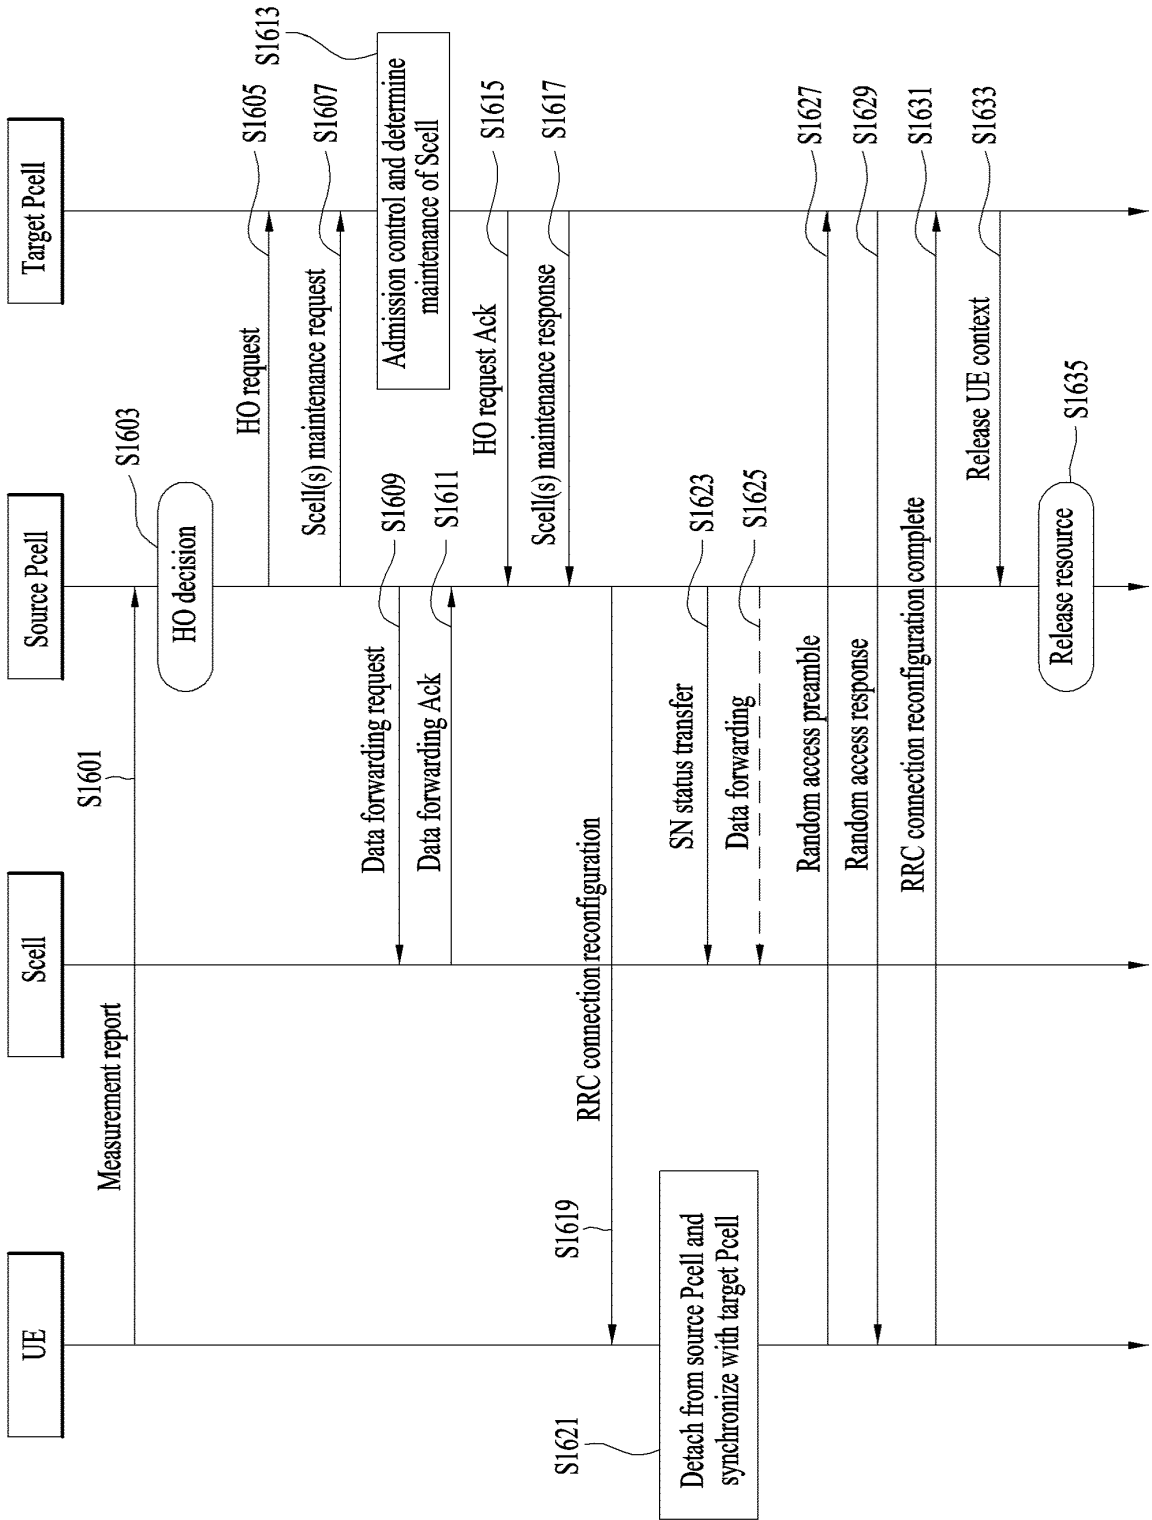 UE
Scell
Source Pcell
Target Pcell
Measurement report
S1601
HO decision
S1603
HO request
S1605
Scell(s) maintenance request
S1607
Data forwarding request
S1609
Data forwarding Ack
S1611
Admission control and determine
maintenance of Scell
S1613
HO request Ack
S1615
Scell(s) maintenance response
S1617
RRC connection reconfiguration
S1619
Detach from source Pcell and
synchronize with target Pcell
S1621
SN status transfer
S1623
Data forwarding
S1625
Random access preamble
S1627
Random access response
S1629
RRC connection reconfiguration complete
S1631
Release UE context
S1633
Release resource
S1635